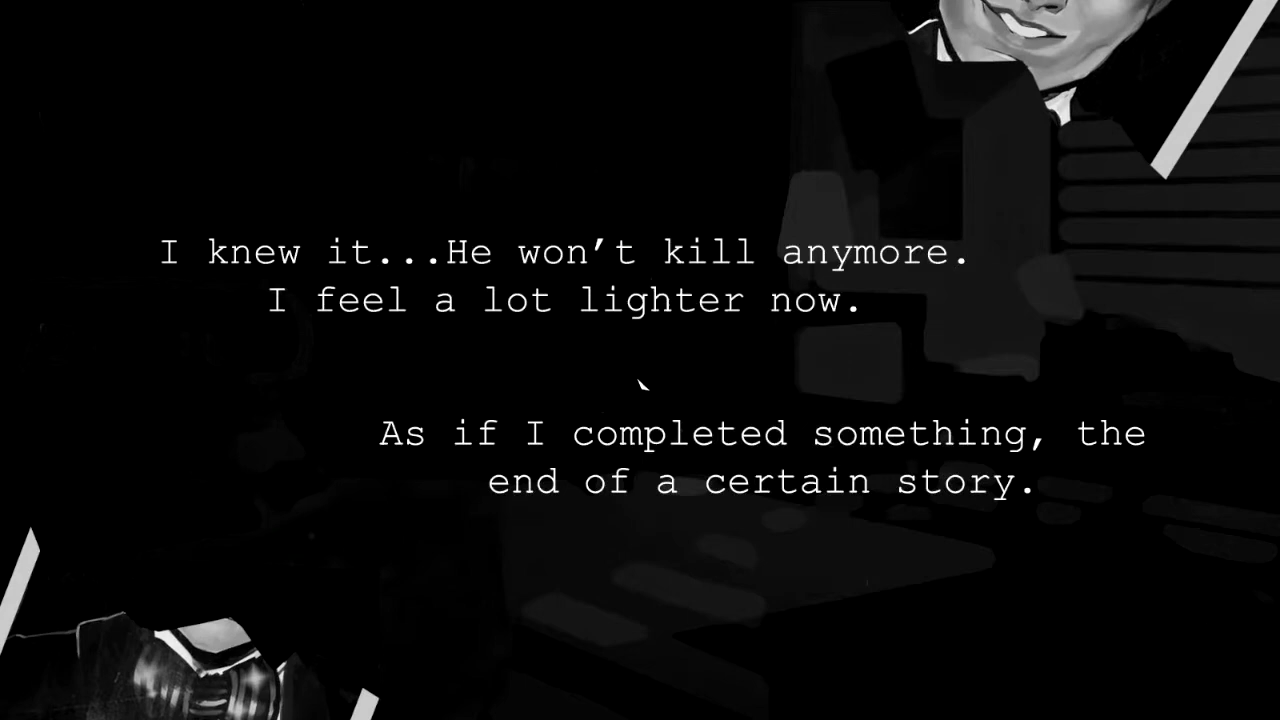 I knew it...He won’t kill anymore.
I feel a lot lighter now.
As if I completed something, the
end of a certain story.